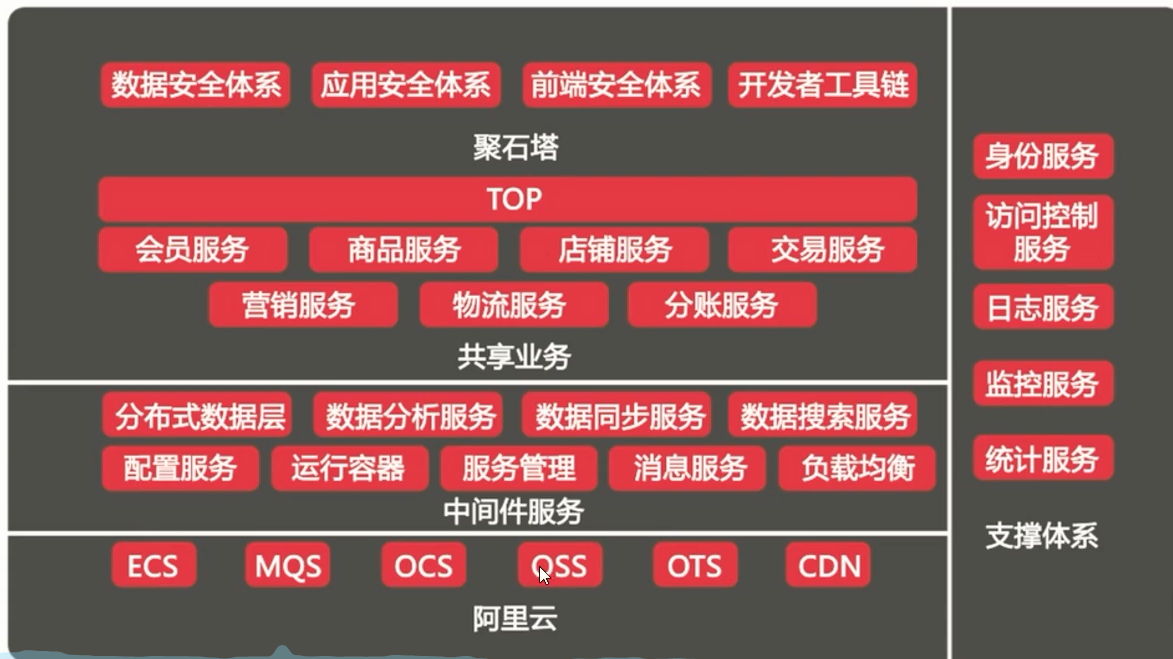 数据安全体系 应用安全体系 前端安全体系 开发者工具链
聚石塔
TOP
会员服务 商品服务 店铺服务 交易服务
营销服务 物流服务 分账服务
共享业务
分布式数据层 数据分析服务 数据同步服务 数据搜索服务
配置服务 运行容器 服务管理 消息服务 负载均衡
中间件服务
ECS MQS OCS OSS OTS CDN
阿里云
身份服务
访问控制
服务
日志服务
监控服务
统计服务
支撑体系